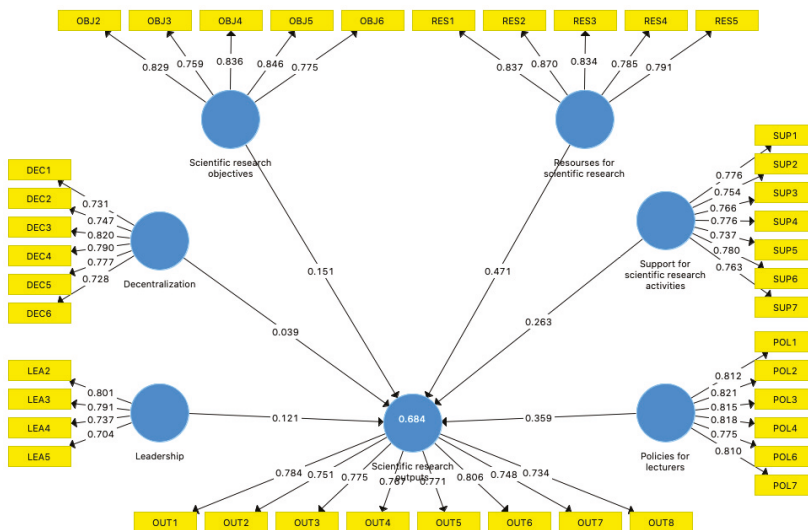 OBJ2 OBJ3 OBJ4 OBJ5 OBJ6
RES1 RES2 RES3 RES4 RES5
0.829 0.759 0.836 0.846 0.775
0.837 0.870 0.834 0.785 0.791
Scientific research
objectives
Resourses for
scientific research
DEC1
DEC2
DEC3
DEC4
DEC5
DEC6
0.731
0.747
0.820
0.790
0.777
0.728
Decentralization
SUP1
SUP2
SUP3
SUP4
SUP5
SUP6
SUP7
0.776
0.754
0.766
0.776
0.737
0.780
0.763
Support for
scientific research
activities
0.151
0.471
0.039
0.263
LEA2
LEA3
LEA4
LEA5
0.801
0.791
0.737
0.704
Leadership
0.121
0.684
0.359
POL1
POL2
POL3
POL4
POL6
POL7
0.812
0.821
0.815
0.818
0.775
0.810
Policies for
lecturers
Scientific research
outputs
0.784 0.751 0.775 0.767 0.771 0.806 0.748 0.734
OUT1 OUT2 OUT3 OUT4 OUT5 OUT6 OUT7 OUT8